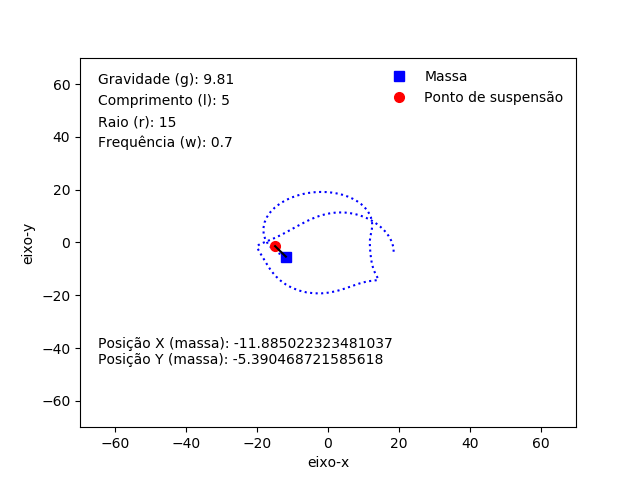 Gravidade (g): 9.81
Comprimento (l): 5
Raio (r): 15
Frequência (w): 0.7
Massa
Ponto de suspensão
60
40
20
0
−20
−40
−60
eixo-y
Posição X (massa): -11.885022323481037
Posição Y (massa): -5.390468721585618
−60 −40 −20 0 20 40 60
eixo-x